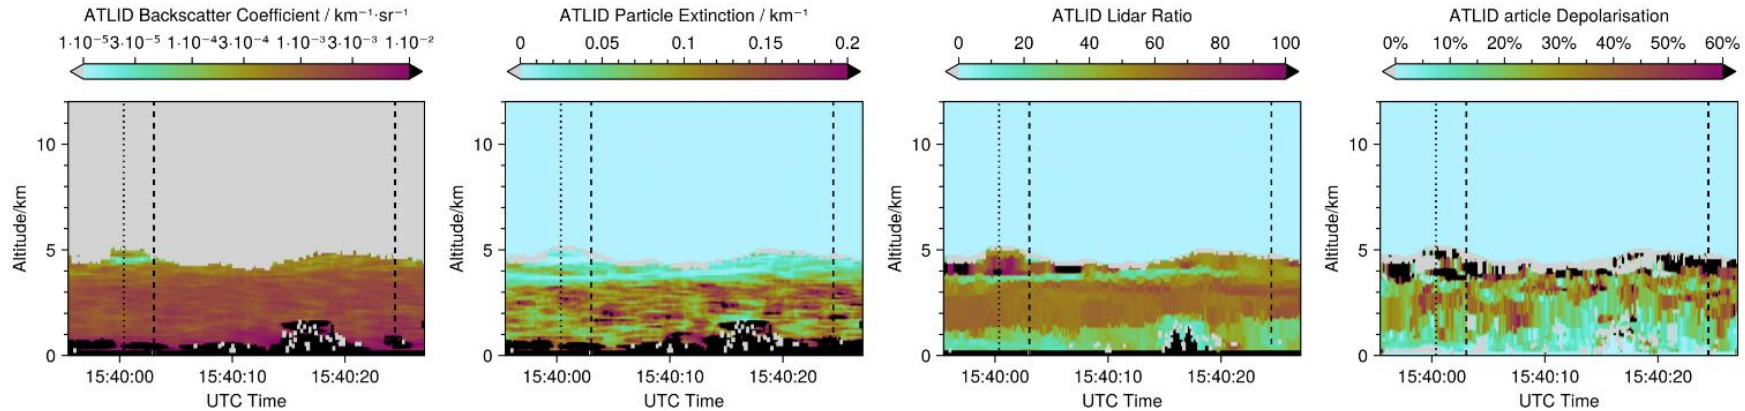 ATLID Backscatter Coefficient / km⁻¹·sr⁻¹
1·10⁻⁵ 3·10⁻⁵ 1·10⁻⁴ 3·10⁻⁴ 1·10⁻³ 3·10⁻³ 1·10⁻²
Altitude/km
10
5
0
15:40:00 15:40:10 15:40:20
UTC Time
ATLID Particle Extinction / km⁻¹
0 0.05 0.1 0.15 0.2
Altitude/km
10
5
0
15:40:00 15:40:10 15:40:20
UTC Time
ATLID Lidar Ratio
0 20 40 60 80 100
Altitude/km
10
5
0
15:40:00 15:40:10 15:40:20
UTC Time
ATLID article Depolarisation
0% 10% 20% 30% 40% 50% 60%
Altitude/km
10
5
0
15:40:00 15:40:10 15:40:20
UTC Time